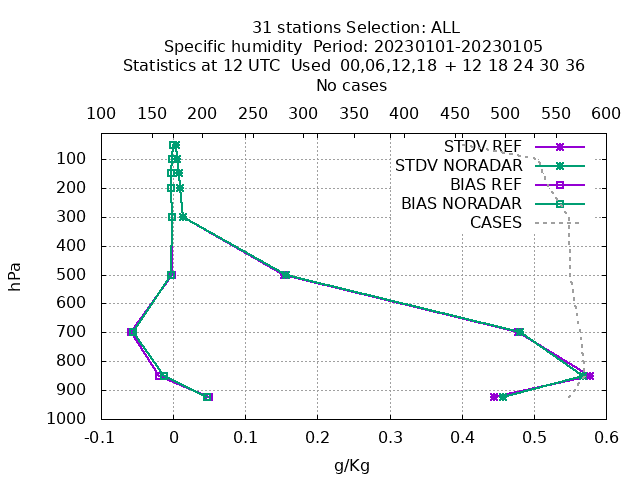 31 stations Selection: ALL
Specific humidity  Period: 20230101-20230105
Statistics at 12 UTC  Used  00,06,12,18  + 12 18 24 30 36
No cases
100 150 200 250 300 350 400 450 500 550 600
STDV REF
STDV NORADAR
BIAS REF
BIAS NORADAR
CASES
hPa
100
200
300
400
500
600
700
800
900
1000
-0.1 0 0.1 0.2 0.3 0.4 0.5 0.6
g/Kg